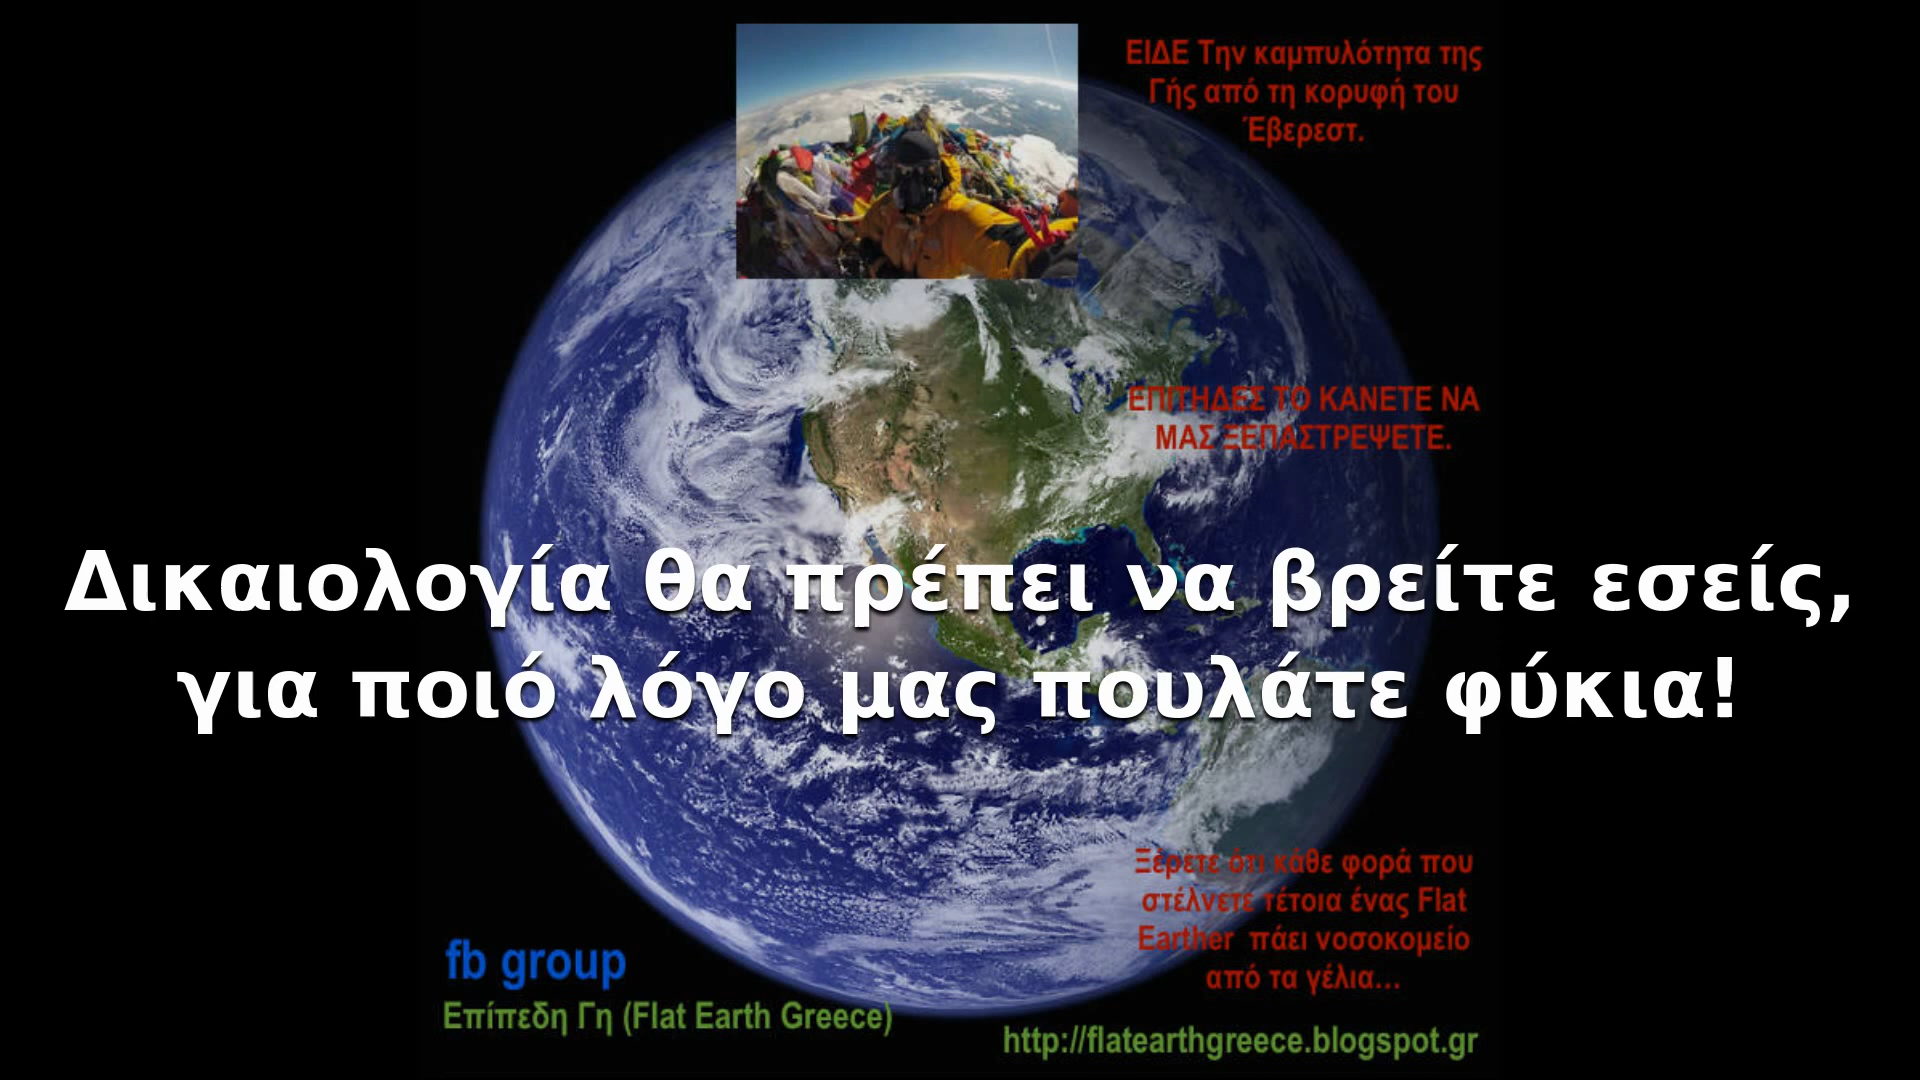 ΕΙΔΕ Την καμπυλότητα της
Γής από τη κορυφή του
Έβερεστ.
ΕΠΙΤΗΔΕΣ ΤΟ ΚΑΝΕΤΕ ΝΑ
ΜΑΣ ΞΕΠΑΣΤΡΕΨΕΤΕ.
Δικαιολογία θα πρέπει να βρείτε εσείς,
για ποιό λόγο μας πουλάτε φύκια!
Ξέρετε ότι κάθε φορά που
στέλνετε τέτοια ένας Flat
Earther πάει νοσοκομείο
από τα γέλια...
fb group
Επίπεδη Γη (Flat Earth Greece)
http://flatearthgreece.blogspot.gr